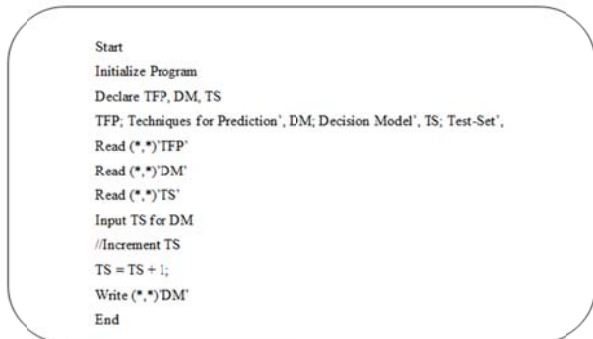 Start
Initialize Program
Declare TFP, DM, TS
TFP; Techniques for Prediction', DM; Decision Model', TS; Test-Set',
Read (*,*)'TFP'
Read (*,*)'DM'
Read (*,*)'TS'
Input TS for DM
//Increment TS
TS = TS + 1;
Write (*,*)'DM'
End